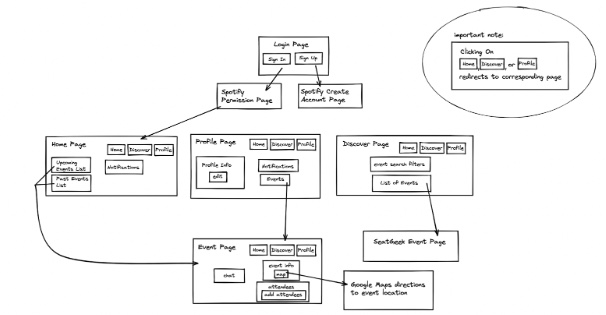 Important note:
Clicking On
Home Discover or Profile
redirects to corresponding page
Login Page
Sign In Sign Up
Spotify
Permission Page
Spotify Create
Account Page
Home Page
Home Discover Profile
Upcoming
Events List
Notifications
Past Events
List
Profile Page
Home Discover Profile
Profile Info
edit
Notifications
Events
Discover Page
Home Discover Profile
event search filters
List of Events
SeatGeek Event Page
Event Page
Home Discover Profile
chat
event info
map
attendees
add attendees
Google Maps directions
to event location